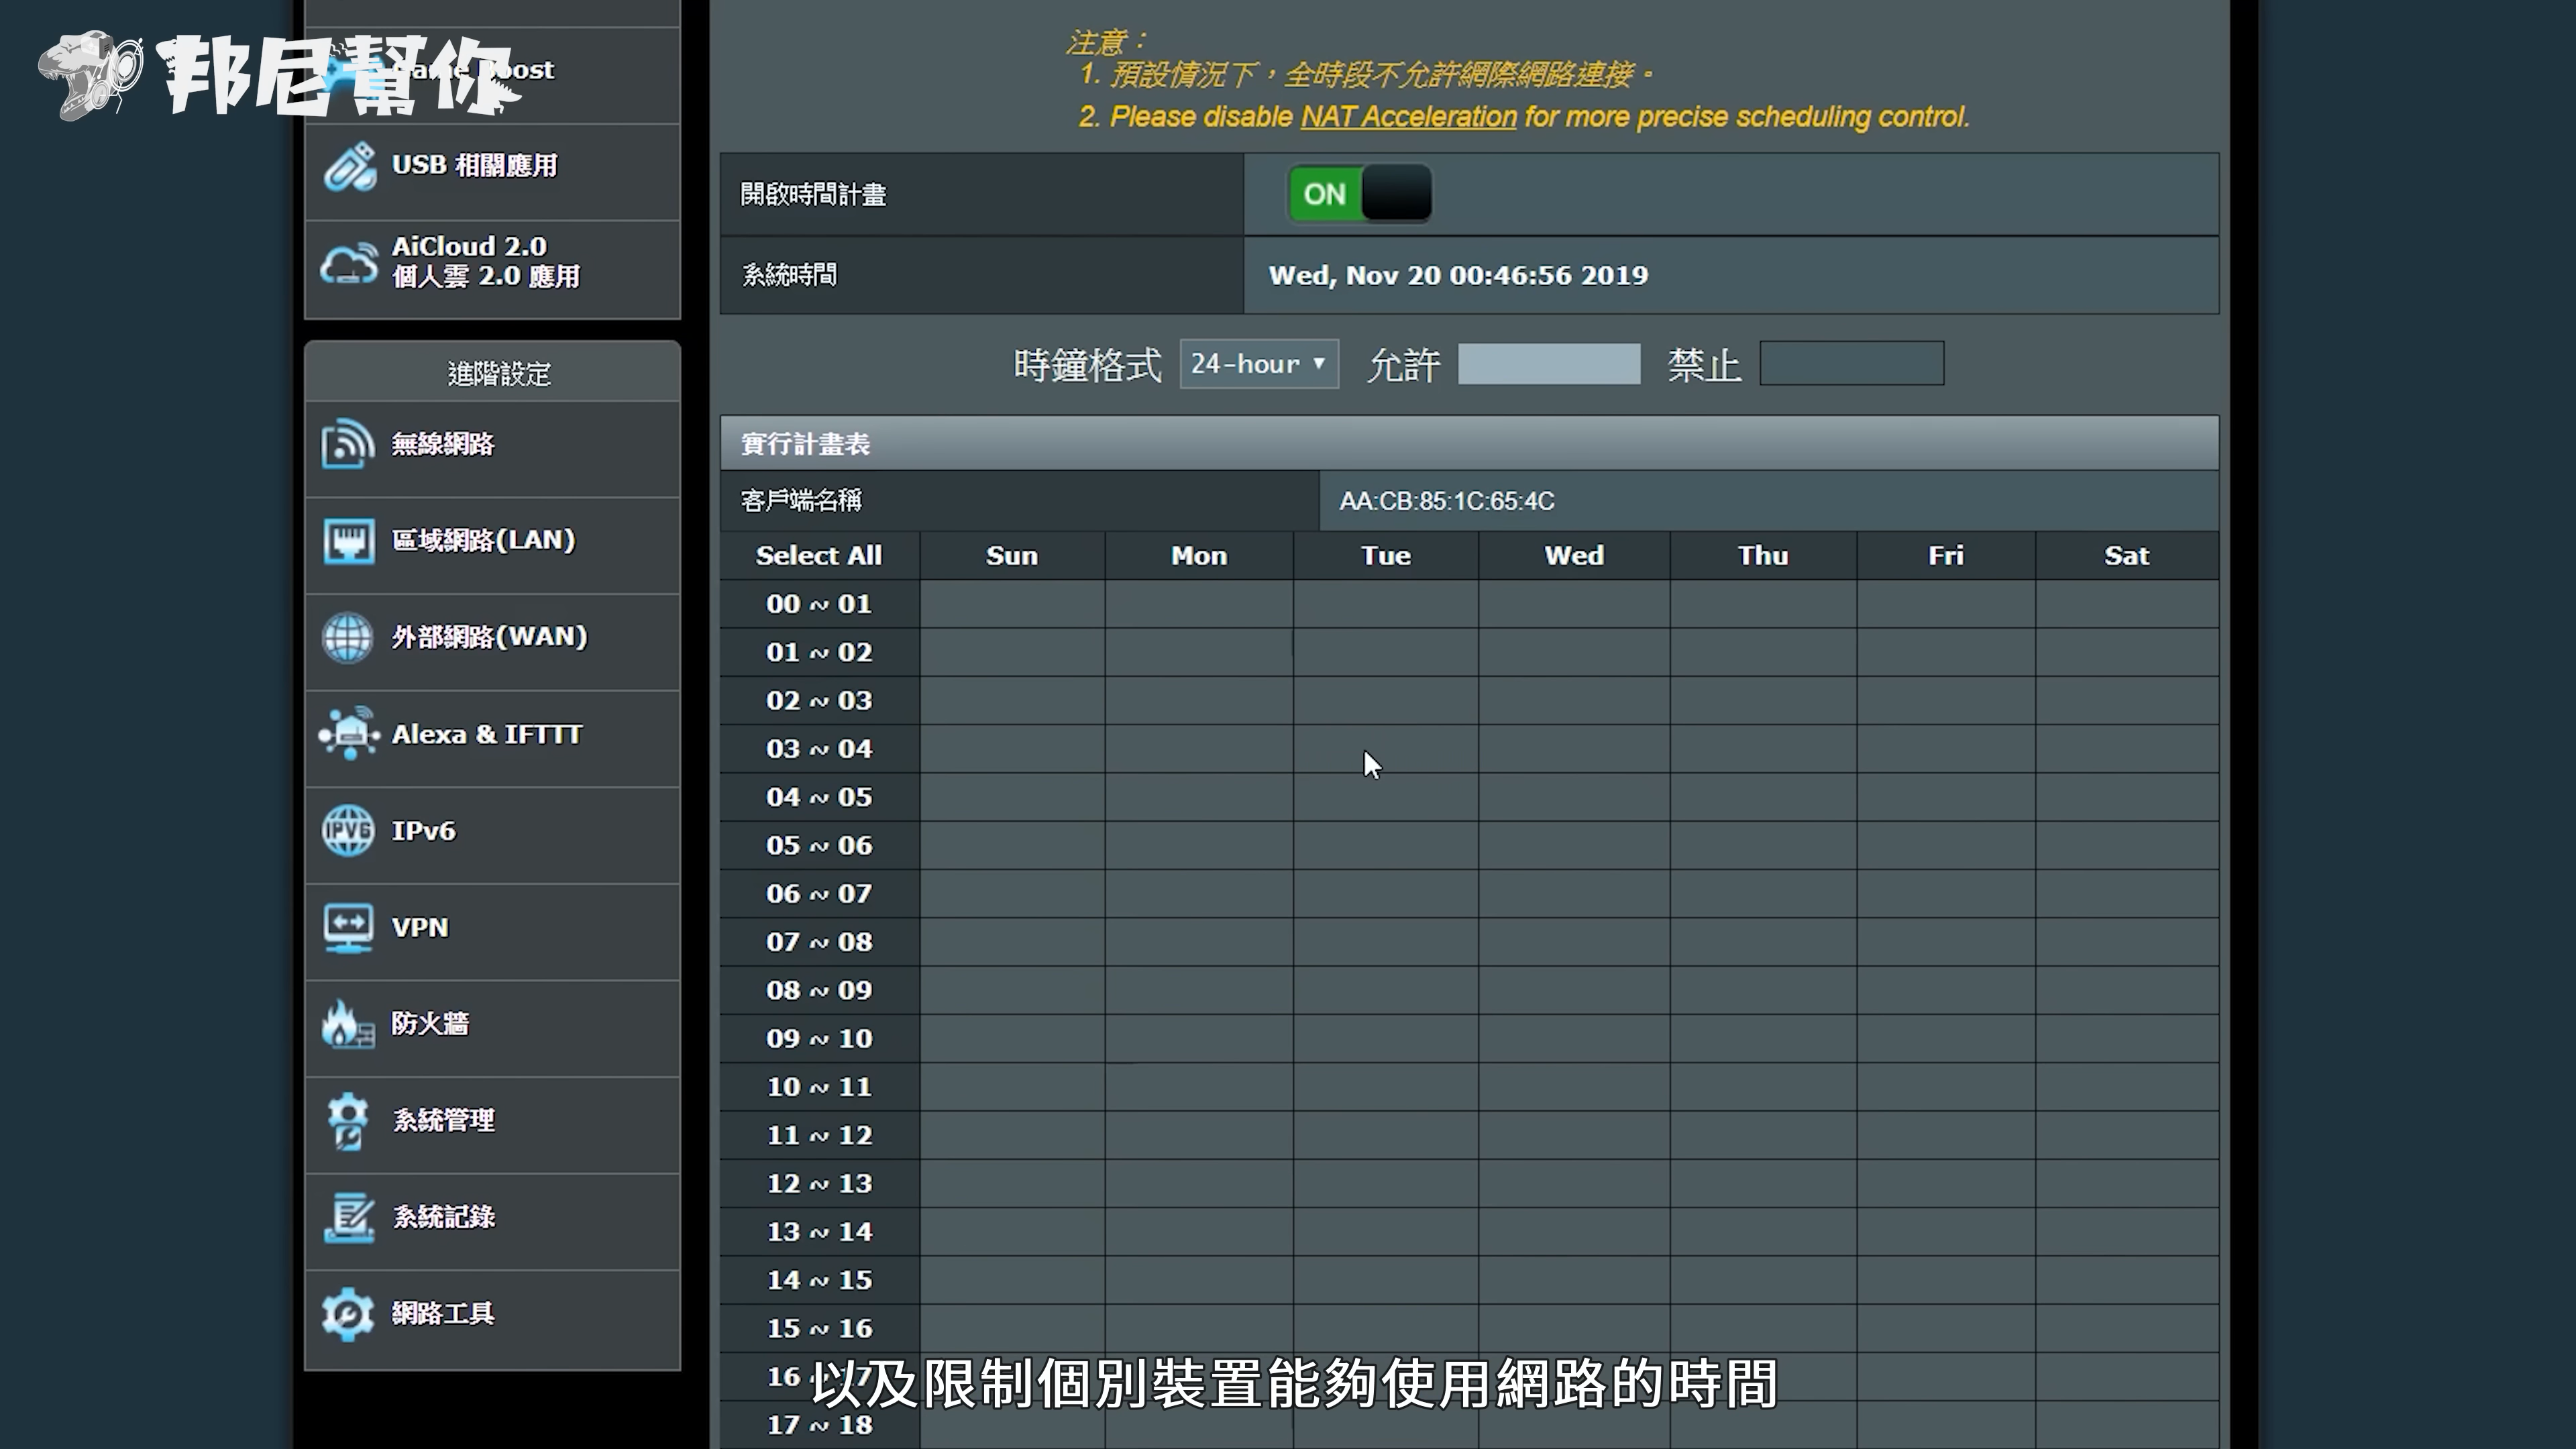 邦尼幫你
Game Boost
USB 相關應用
AiCloud 2.0
個人雲 2.0 應用
進階設定
無線網路
區域網路(LAN)
外部網路(WAN)
Alexa & IFTTT
IPv6
VPN
防火牆
系統管理
系統記錄
網路工具
注意：
1. 預設情況下，全時段不允許網際網路連接。
2. Please disable NAT Acceleration for more precise scheduling control.
開啟時間計畫
ON
系統時間
Wed, Nov 20 00:46:56 2019
時鐘格式 24-hour 允許 禁止
實行計畫表
客戶端名稱 AA:CB:85:1C:65:4C
Select All Sun Mon Tue Wed Thu Fri Sat
00 ~ 01
01 ~ 02
02 ~ 03
03 ~ 04
04 ~ 05
05 ~ 06
06 ~ 07
07 ~ 08
08 ~ 09
09 ~ 10
10 ~ 11
11 ~ 12
12 ~ 13
13 ~ 14
14 ~ 15
15 ~ 16
16 ~ 17
17 ~ 18
以及限制個別裝置能夠使用網路的時間